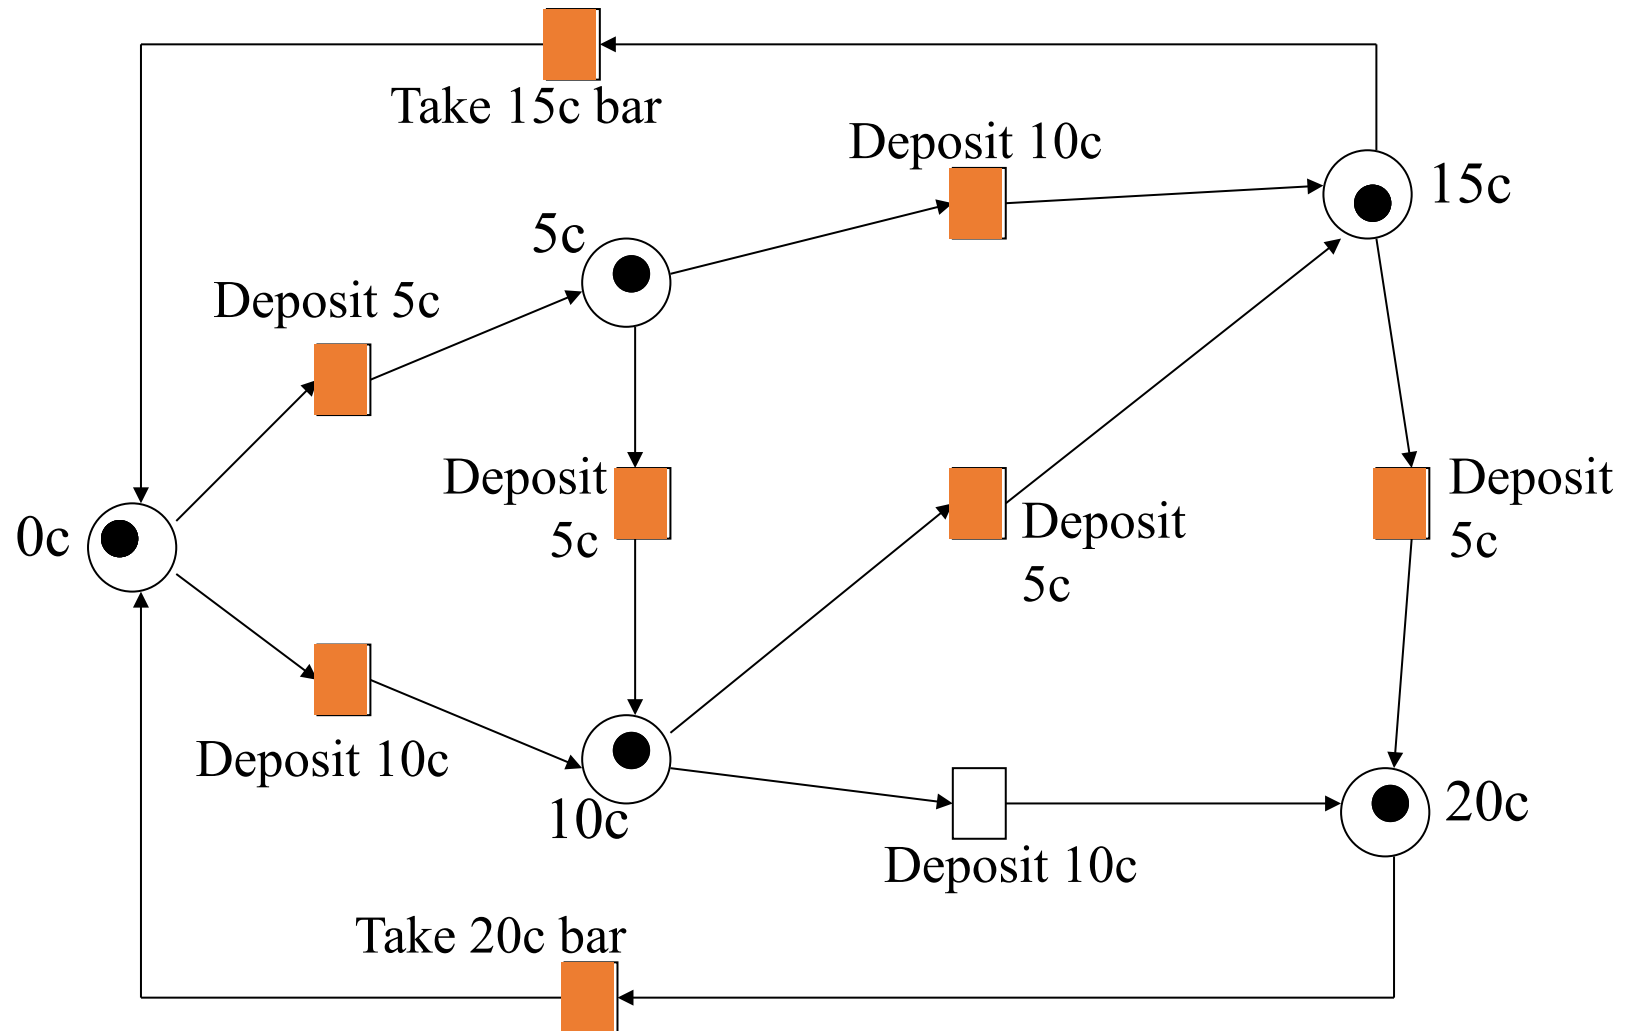 Take 15c bar
Deposit 10c
15c
5c
Deposit 5c
Deposit
5c
0c
Deposit
5c
Deposit
5c
Deposit 10c
10c
20c
Deposit 10c
Take 20c bar